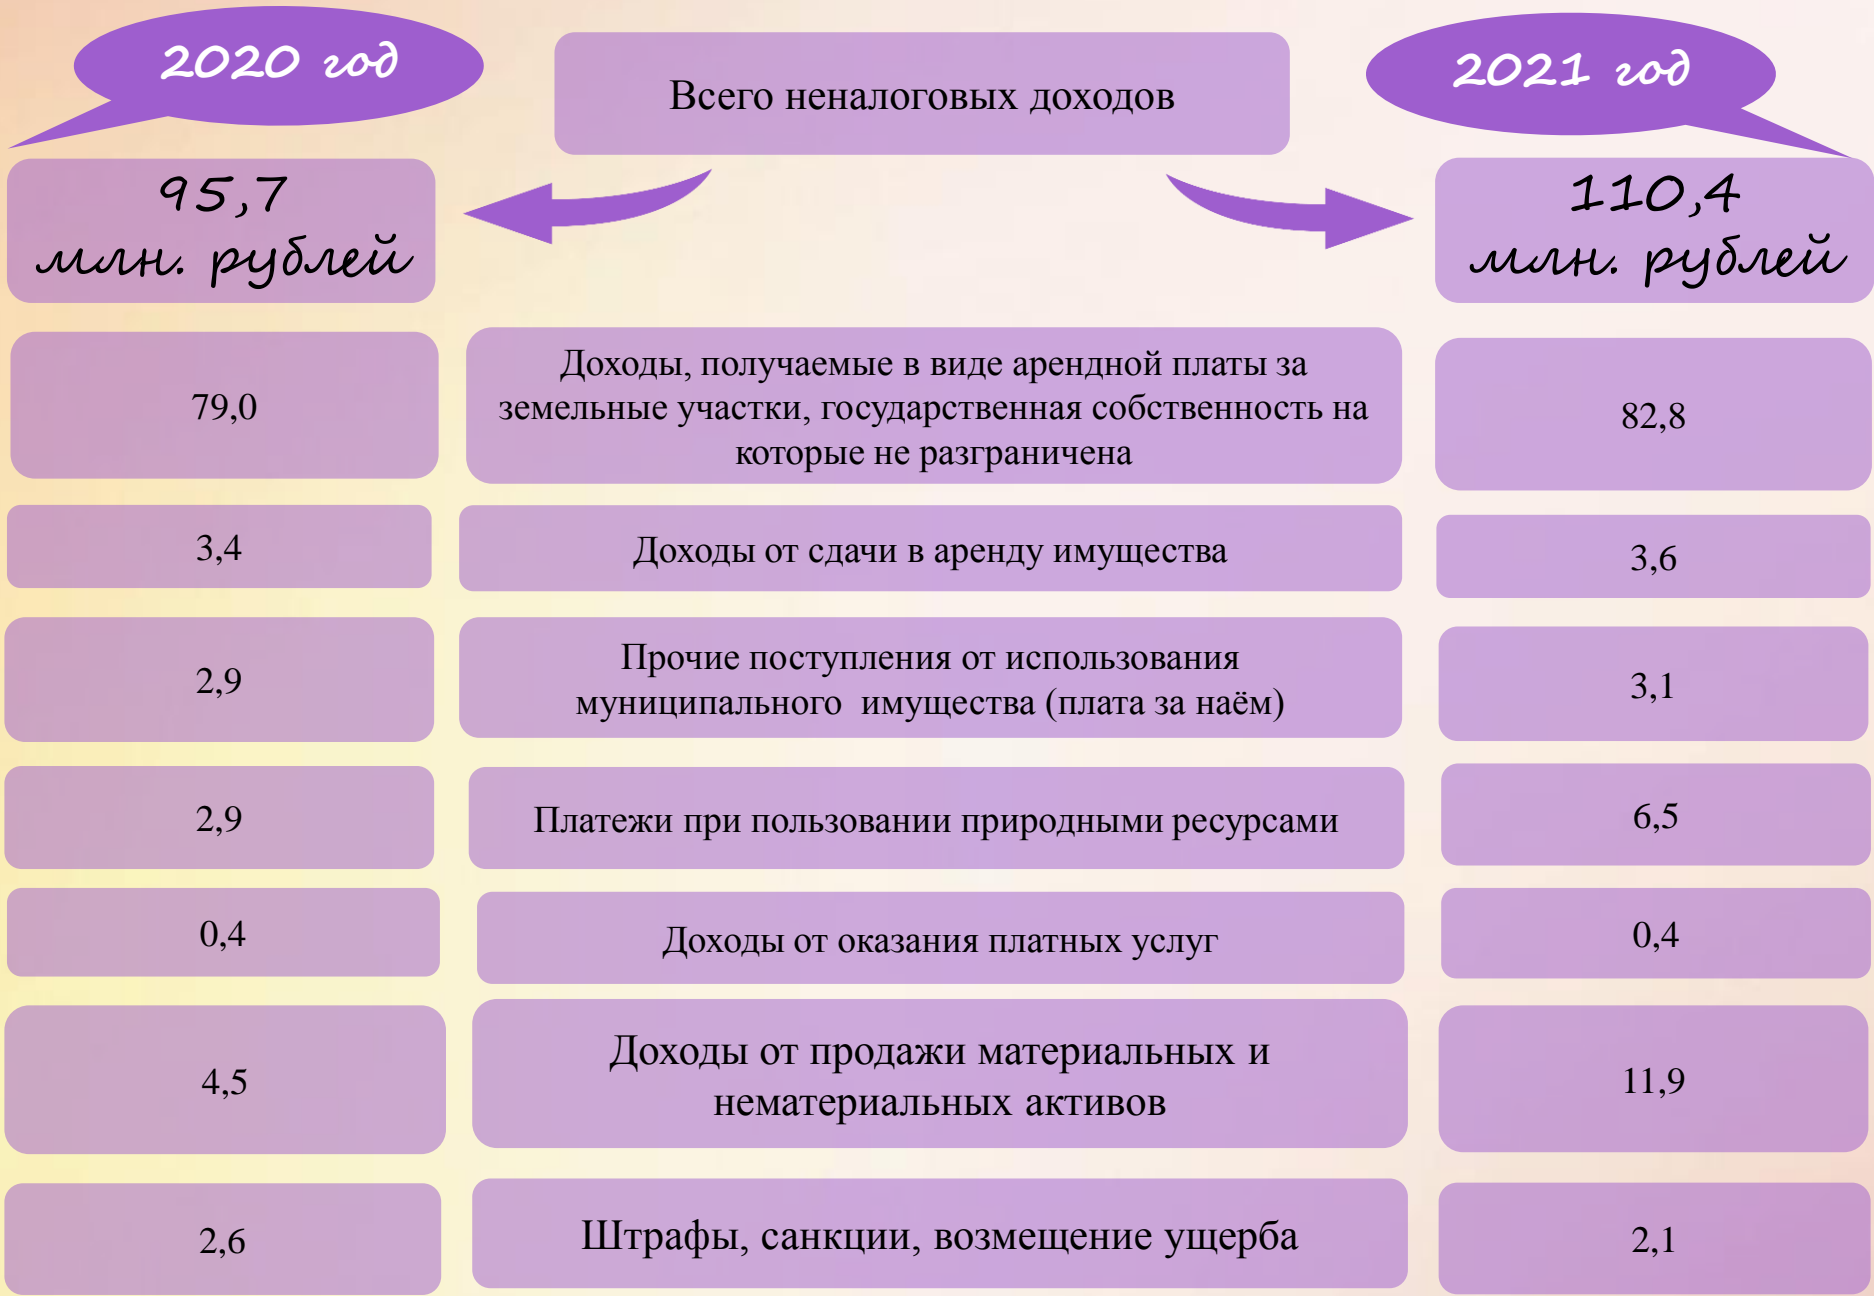 2020 год
Всего неналоговых доходов
2021 год
95,7
млн. рублей
110,4
млн. рублей
79,0
Доходы, получаемые в виде арендной платы за
земельные участки, государственная собственность на
которые не разграничена
82,8
3,4
Доходы от сдачи в аренду имущества
3,6
2,9
Прочие поступления от использования
муниципального имущества (плата за наём)
3,1
2,9
Платежи при пользовании природными ресурсами
6,5
0,4
Доходы от оказания платных услуг
0,4
4,5
Доходы от продажи материальных и
нематериальных активов
11,9
2,6
Штрафы, санкции, возмещение ущерба
2,1